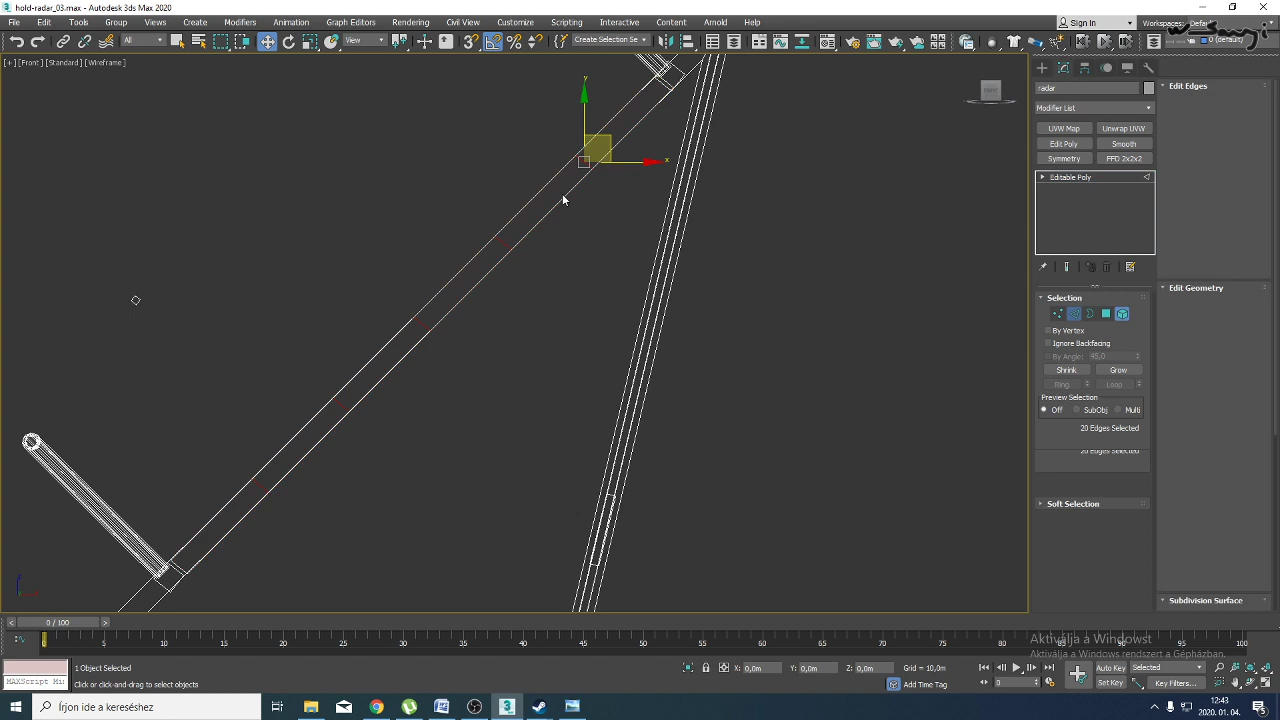 hold-radar_03.max - Autodesk 3ds Max 2020
File Edit Tools Group Views Create Modifiers Animation Graph Editors Rendering Civil View Customize Scripting Interactive Content Arnold Help
Sign In Workspaces:
All View Create Selection Se 0 (default)
[+] [Front] [Standard] [Wireframe]
y
x
radar
Modifier List
UVW Map Unwrap UVW
Edit Poly Smooth
Symmetry FFD 2x2x2
Editable Poly
Selection
By Vertex
Ignore Backfacing
By Angle: 45,0
Shrink Grow
Ring Loop
Preview Selection
Off SubObj Multi
20 Edges Selected
20 Edges Selected
Soft Selection
Edit Edges
Edit Geometry
Subdivision Surface
0 / 100
0 5 10 15 20 25 30 35 40 45 50 55 60 65 70 75 80 85 90 95 100
Aktiválja a Windowst
Aktiválja a Windows rendszert a Gépházban.
MAXScript Mi
1 Object Selected
Click or click-and-drag to select objects
X: 0,0m Y: 0,0m Z: 0,0m Grid = 10,0m
Add Time Tag
0
Auto Key Selected
Set Key Key Filters...
Írjon ide a kereséshez
12:43
2020. 01. 04.